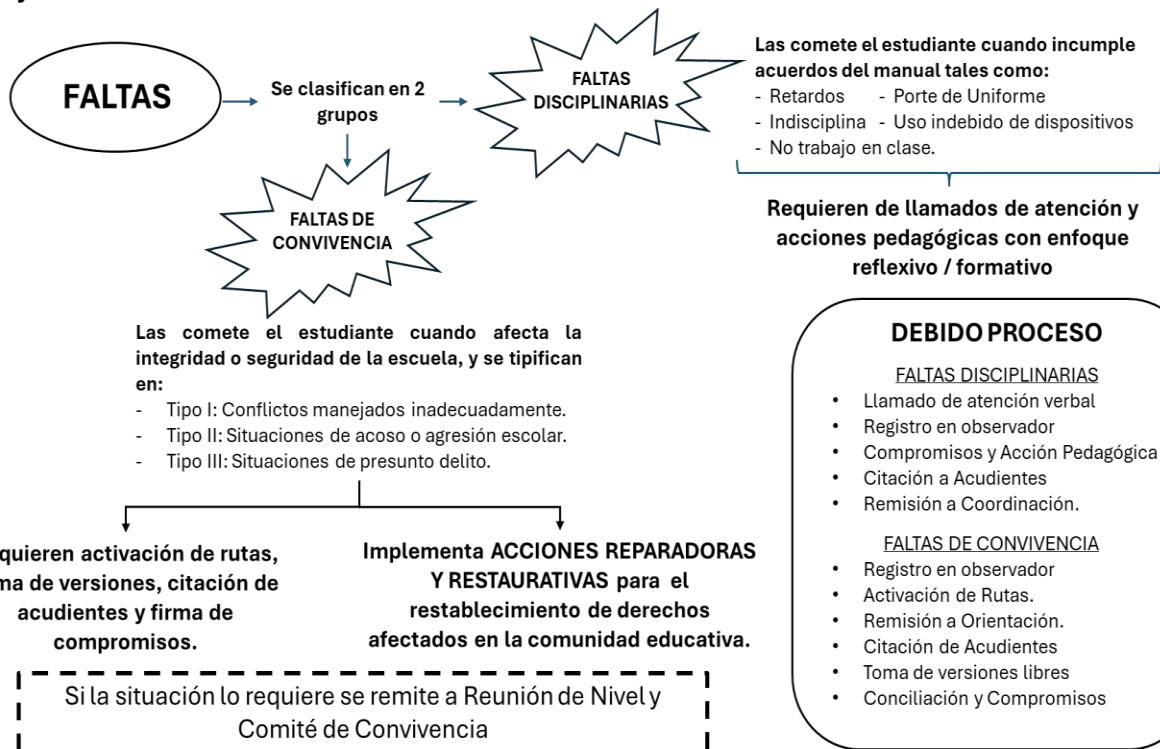 FALTAS
Se clasifican en 2
grupos
FALTAS
DISCIPLINARIAS
Las comete el estudiante cuando incumple
acuerdos del manual tales como:
- Retardos - Porte de Uniforme
- Indisciplina - Uso indebido de dispositivos
- No trabajo en clase.
Requieren de llamados de atención y
acciones pedagógicas con enfoque
reflexivo / formativo
FALTAS DE
CONVIVENCIA
Las comete el estudiante cuando afecta la
integridad o seguridad de la escuela, y se tipifican
en:
- Tipo I: Conflictos manejados inadecuadamente.
- Tipo II: Situaciones de acoso o agresión escolar.
- Tipo III: Situaciones de presunto delito.
quieren activación de rutas,
ma de versiones, citación de
acudientes y firma de
compromisos.
Implementa ACCIONES REPARADORAS
Y RESTAURATIVAS para el
restablecimiento de derechos
afectados en la comunidad educativa.
Si la situación lo requiere se remite a Reunión de Nivel y
Comité de Convivencia
DEBIDO PROCESO
FALTAS DISCIPLINARIAS
• Llamado de atención verbal
• Registro en observador
• Compromisos y Acción Pedagógica
• Citación a Acudientes
• Remisión a Coordinación.
FALTAS DE CONVIVENCIA
• Registro en observador
• Activación de Rutas.
• Remisión a Orientación.
• Citación de Acudientes
• Toma de versiones libres
• Conciliación y Compromisos